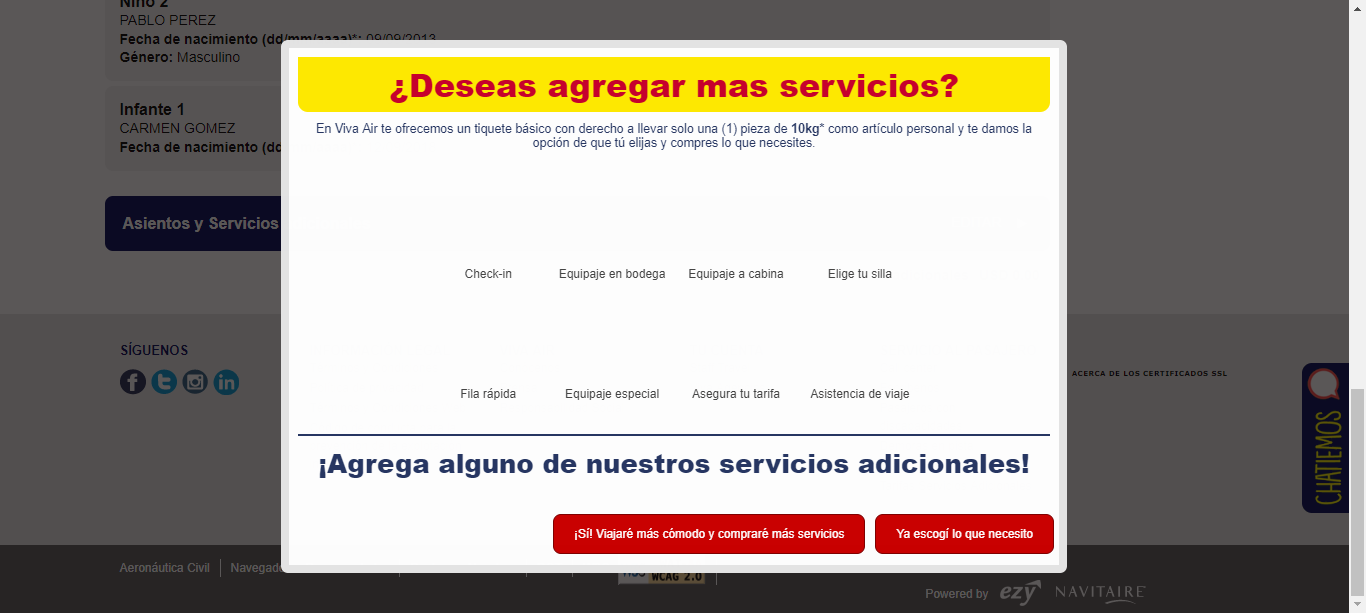 Niño 2
PABLO PEREZ
Fecha de nacimiento (dd/mm/aaaa)*: 09/09/2013
Género: Masculino
Infante 1
CARMEN GOMEZ
Fecha de nacimiento (dd
Asientos y Servicios
¿Deseas agregar mas servicios?
En Viva Air te ofrecemos un tiquete básico con derecho a llevar solo una (1) pieza de 10kg* como artículo personal y te damos la
opción de que tú elijas y compres lo que necesites.
Check-in Equipaje en bodega Equipaje a cabina Elige tu silla
Fila rápida Equipaje especial Asegura tu tarifa Asistencia de viaje
¡Agrega alguno de nuestros servicios adicionales!
¡Sí! Viajaré más cómodo y compraré más servicios Ya escogí lo que necesito
SÍGUENOS
ACERCA DE LOS CERTIFICADOS SSL
CHATIEMOS
Aeronáutica Civil Navegado
WCAG 2.0
Powered by ezy NAVITAIRE